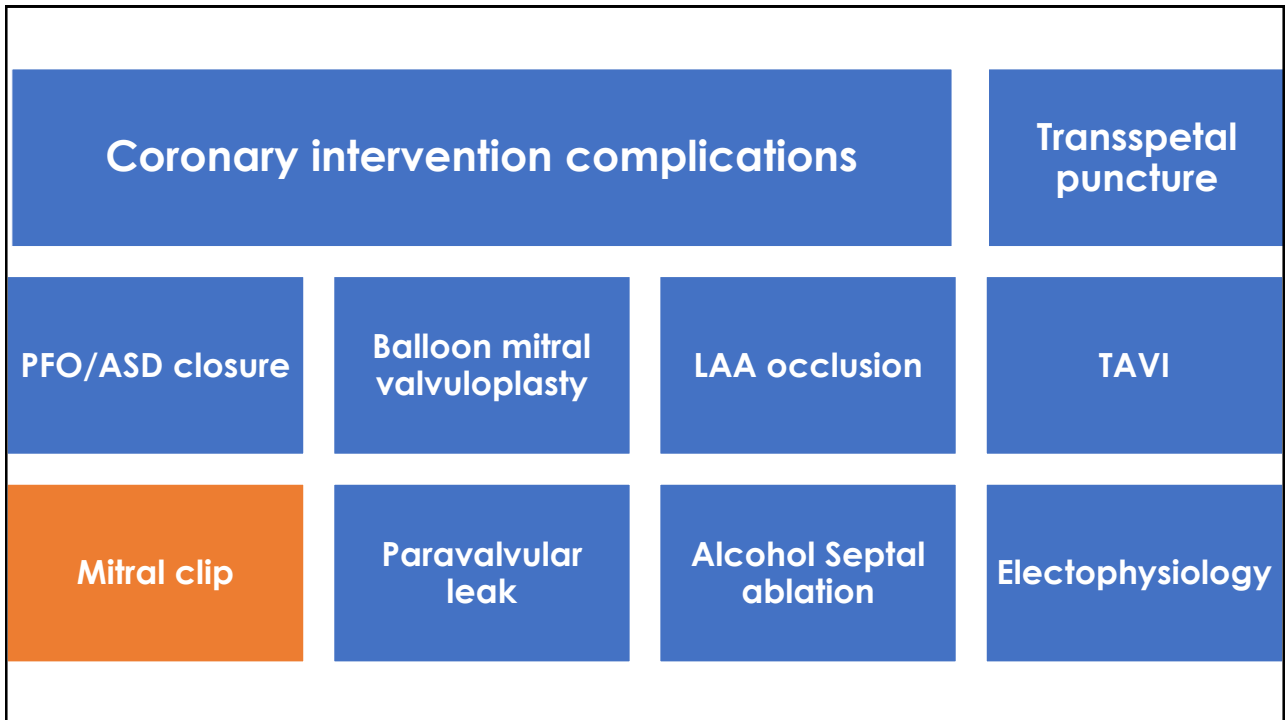 Coronary intervention complications
Transspetal
puncture
PFO/ASD closure
Balloon mitral
valvuloplasty
LAA occlusion
TAVI
Mitral clip
Paravalvular
leak
Alcohol Septal
ablation
Electophysiology